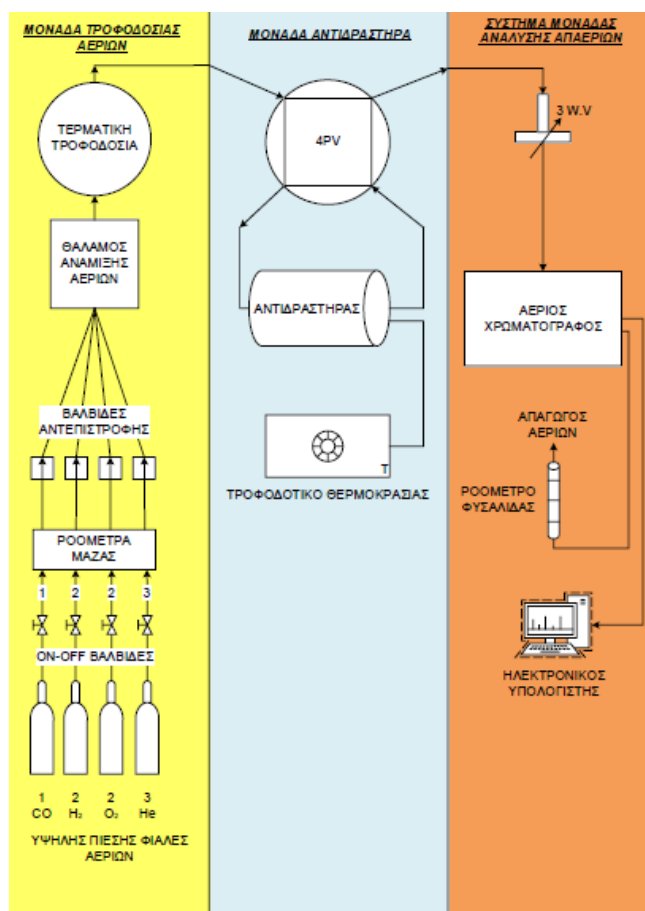 ΜΟΝΑΔΑ ΤΡΟΦΟΔΟΣΙΑΣ
ΑΕΡΙΩΝ
ΤΕΡΜΑΤΙΚΗ
ΤΡΟΦΟΔΟΣΙΑ
ΘΑΛΑΜΟΣ
ΑΝΑΜΙΞΗΣ
ΑΕΡΙΩΝ
ΒΑΛΒΙΔΕΣ
ΑΝΤΕΠΙΣΤΡΟΦΗΣ
ΡΟΟΜΕΤΡΑ
ΜΑΖΑΣ
1 2 2 3
ON-OFF ΒΑΛΒΙΔΕΣ
1 2 2 3
CO H₂ O₂ He
ΥΨΗΛΗΣ ΠΙΕΣΗΣ ΦΙΑΛΕΣ
ΑΕΡΙΩΝ
ΜΟΝΑΔΑ ΑΝΤΙΔΡΑΣΤΗΡΑ
4PV
ΑΝΤΙΔΡΑΣΤΗΡΑΣ
T
ΤΡΟΦΟΔΟΤΙΚΟ ΘΕΡΜΟΚΡΑΣΙΑΣ
ΣΥΣΤΗΜΑ ΜΟΝΑΔΑΣ
ΑΝΑΛΥΣΗΣ ΑΠΑΕΡΙΩΝ
3 W.V
ΑΕΡΙΟΣ
ΧΡΩΜΑΤΟΓΡΑΦΟΣ
ΑΠΑΓΩΓΟΣ
ΑΕΡΙΩΝ
ΡΟΟΜΕΤΡΟ
ΦΥΣΑΛΙΔΑΣ
ΗΛΕΚΤΡΟΝΙΚΟΣ
ΥΠΟΛΟΓΙΣΤΗΣ